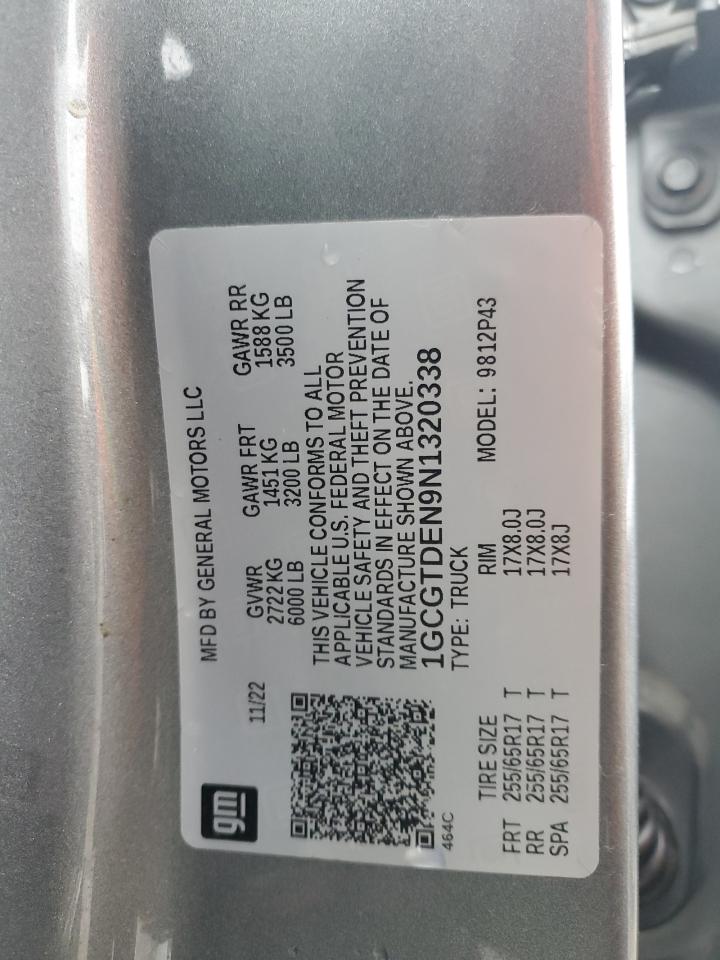 gm
MFD BY GENERAL MOTORS LLC
11/22
GVWR GAWR FRT GAWR RR
2722 KG 1451 KG 1588 KG
6000 LB 3200 LB 3500 LB
THIS VEHICLE CONFORMS TO ALL
APPLICABLE U.S. FEDERAL MOTOR
VEHICLE SAFETY AND THEFT PREVENTION
STANDARDS IN EFFECT ON THE DATE OF
MANUFACTURE SHOWN ABOVE.
1GCGTDEN9N1320338
464C
TYPE: TRUCK
TIRE SIZE RIM MODEL: 9812P43
FRT 255/65R17 T 17X8.0J
RR 255/65R17 T 17X8.0J
SPA 255/65R17 T 17X8J